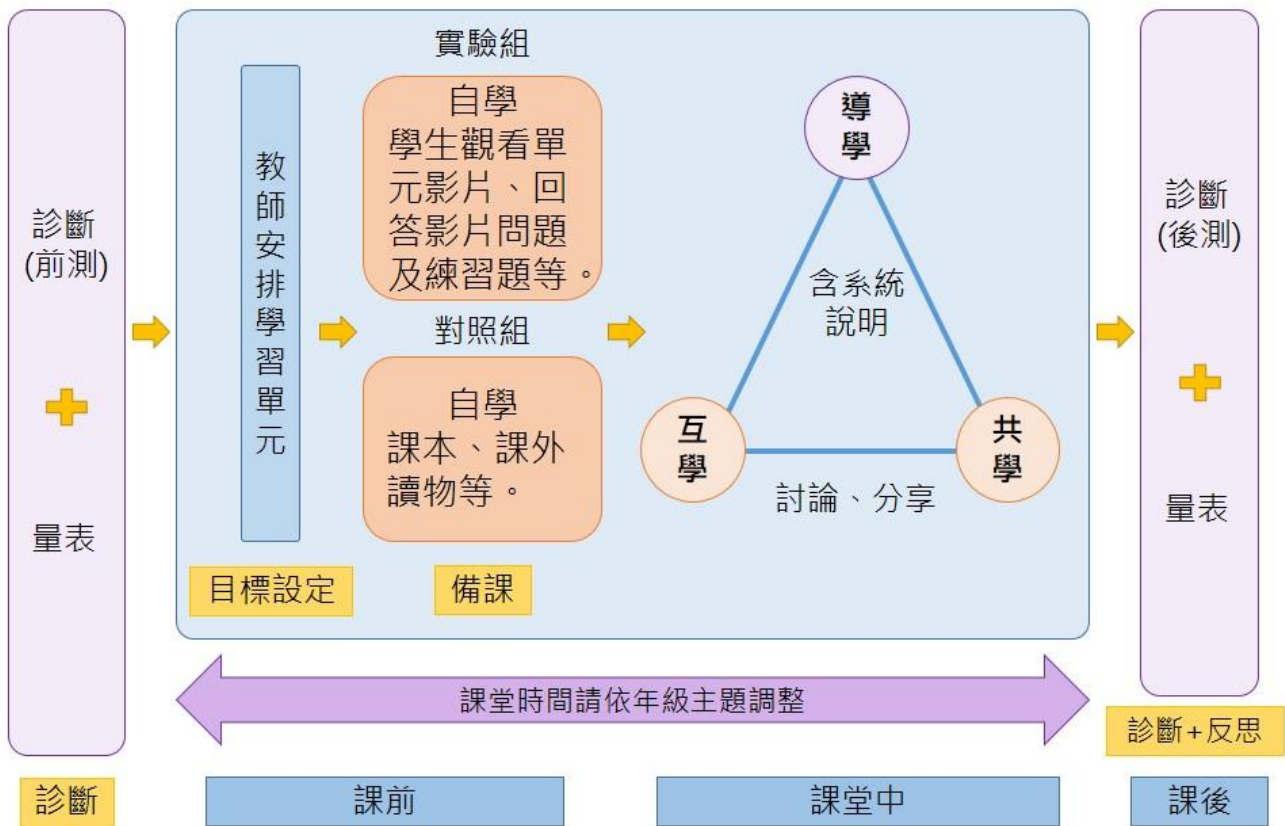 診斷
(前測)
量表
教師安排學習單元
實驗組
自學
學生觀看單
元影片、回
答影片問題
及練習題等。
對照組
自學
課本、課外
讀物等。
目標設定
備課
導學
含系統
說明
互學
共學
討論、分享
診斷
(後測)
量表
課堂時間請依年級主題調整
診斷+反思
診斷
課前
課堂中
課後